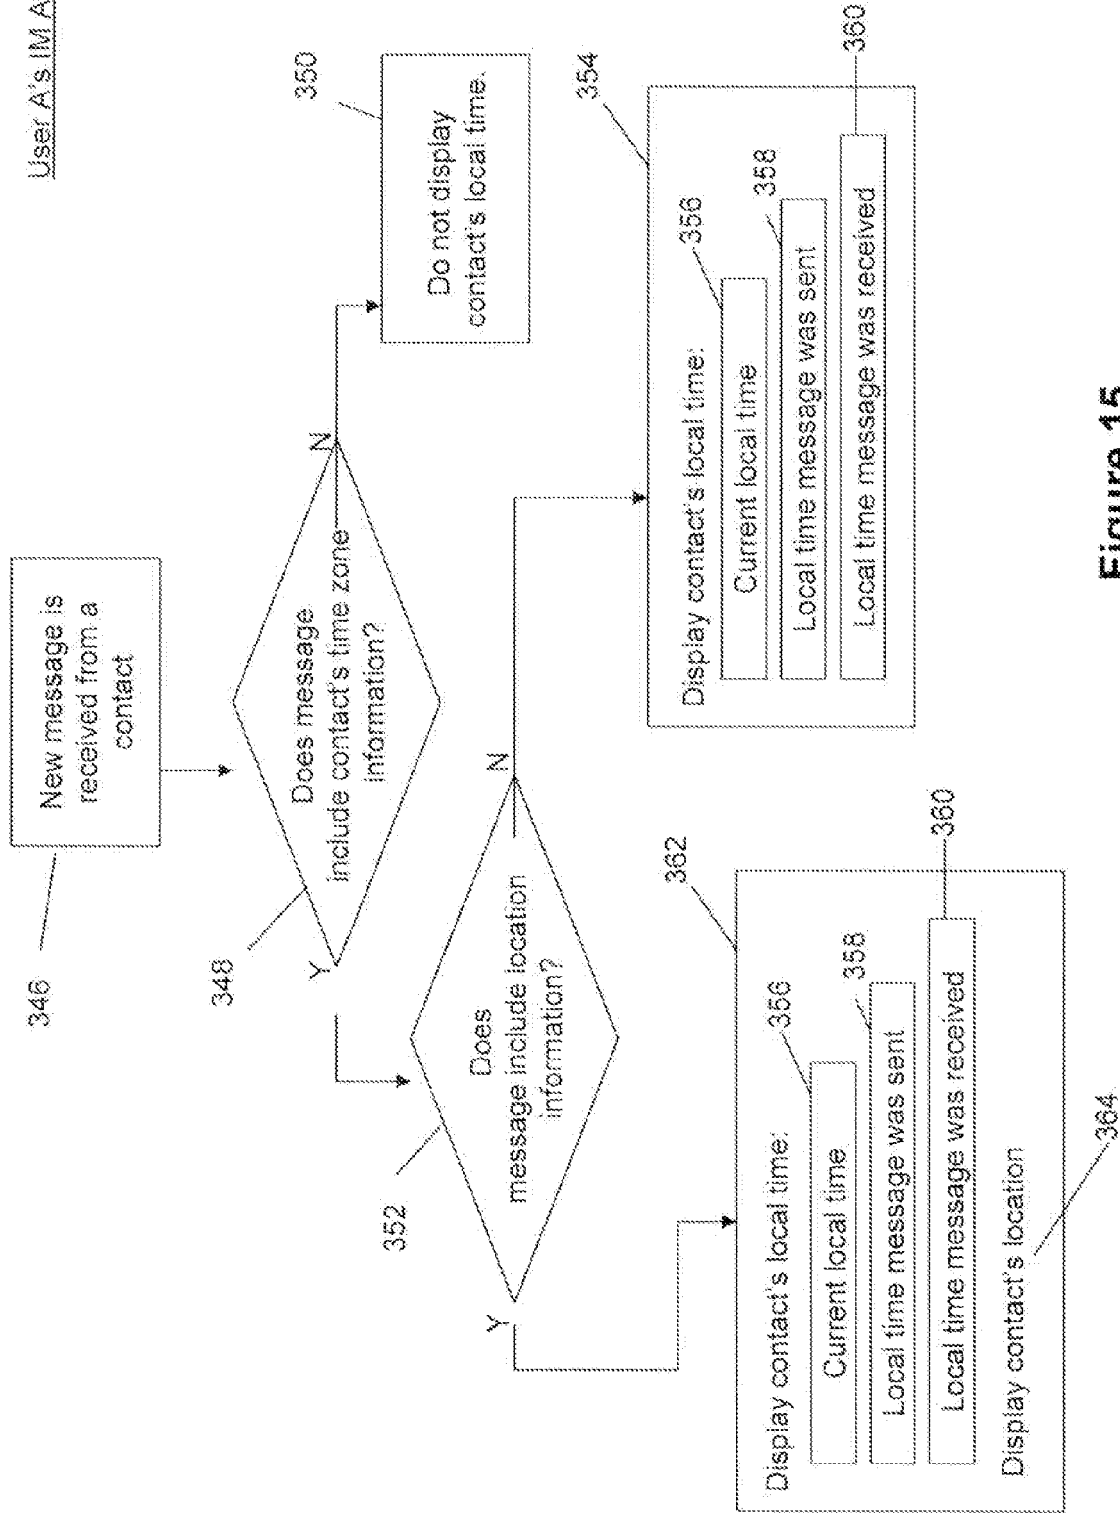 User A's IM A
346
New message is
received from a
contact
348
Does message
include contact's time zone
information?
Y
N
350
Do not display
contact's local time.
352
Does
message include location
information?
Y
N
354
Display contact's local time:
356
Current local time
358
Local time message was sent
360
Local time message was received
362
Display contact's local time:
356
Current local time
358
Local time message was sent
360
Local time message was received
Display contact's location
364
Figure 15